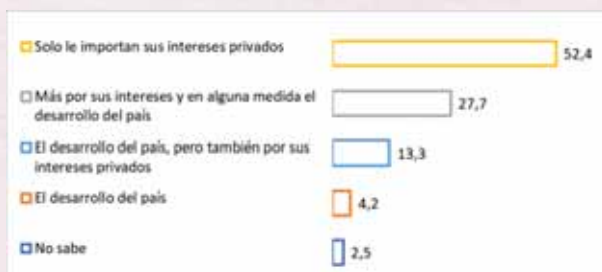 Solo le importan sus intereses privados
52,4
Más por sus intereses y en alguna medida el
desarrollo del país
27,7
El desarrollo del país, pero también por sus
intereses privados
13,3
El desarrollo del país
4,2
No sabe
2,5